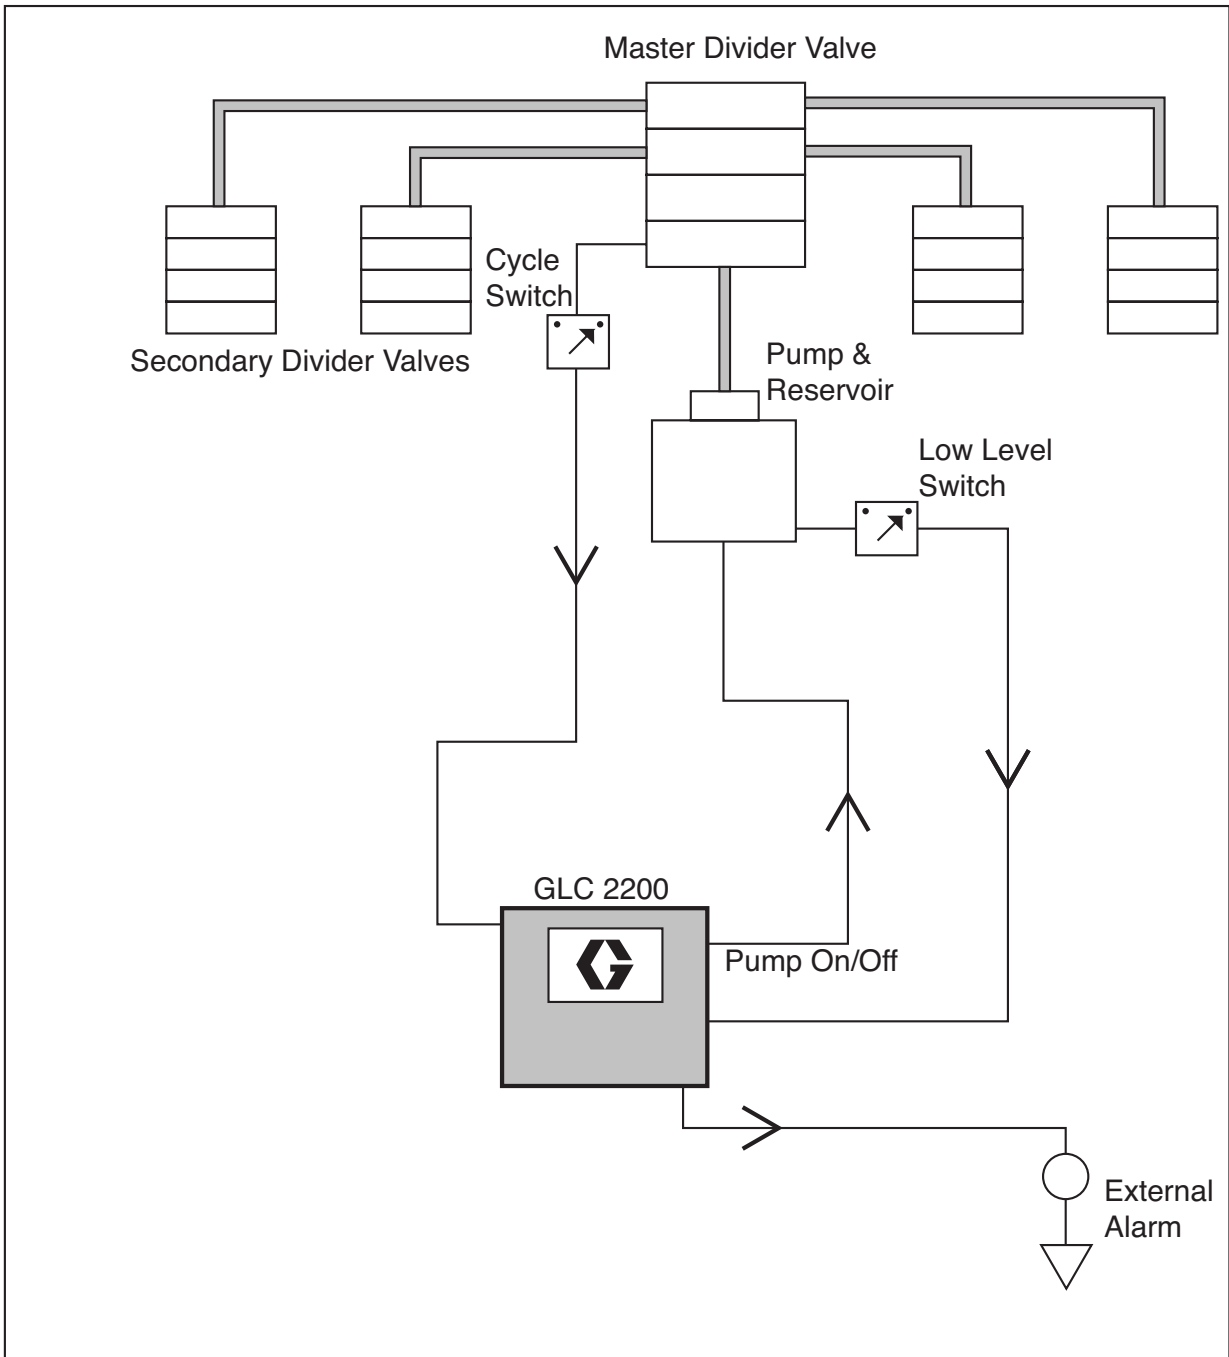 Master Divider Valve
Cycle
Switch
Secondary Divider Valves
Pump &
Reservoir
Low Level
Switch
GLC 2200
Pump On/Off
External
Alarm